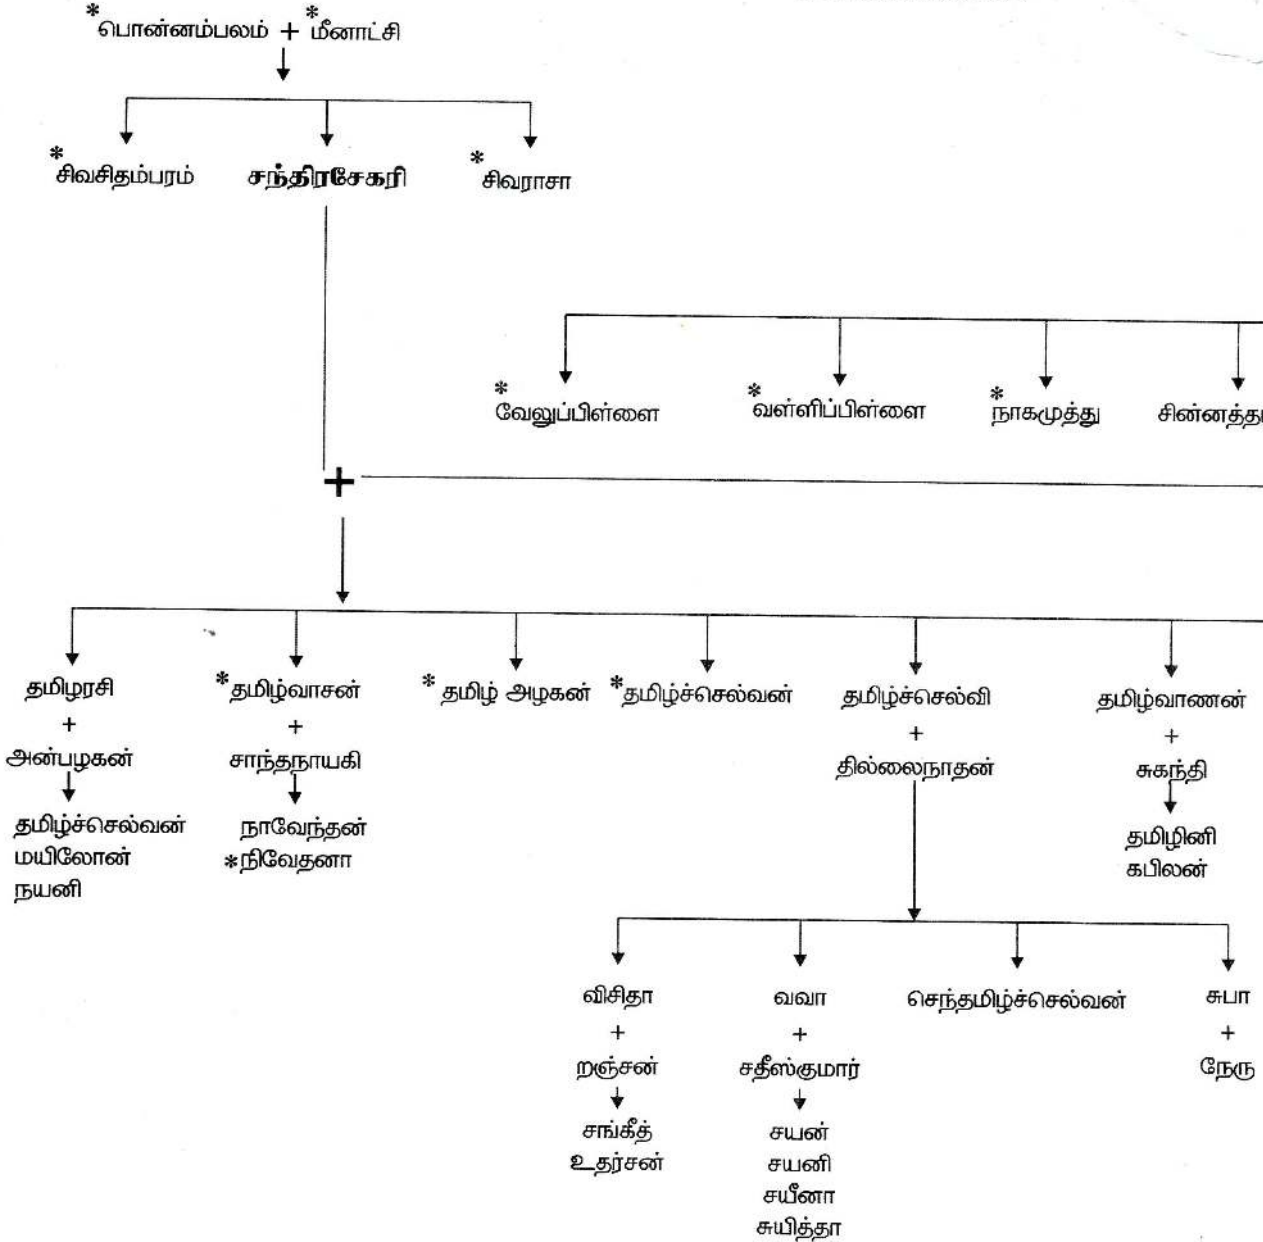 *பொன்னம்பலம் + *மீனாட்சி
*சிவசிதம்பரம் சந்திரசேகரி *சிவராசா
*வேலுப்பிள்ளை *வள்ளிப்பிள்ளை *நாகமுத்து
+
தமிழரசி *தமிழ்வாசன் *தமிழ் அழகன் *தமிழ்ச்செல்வன் தமிழ்ச்செல்வி தமிழ்வாணன்
+ + + +
அன்பழகன் சாந்தநாயகி தில்லைநாதன் சுகந்தி
தமிழ்ச்செல்வன் நாவேந்தன் தமிழினி
மயிலோன் *நிவேதனா கபிலன்
நயனி
விசிதா வவா செந்தமிழ்ச்செல்வன் சுபா
+ + +
றஞ்சன் சதீஸ்குமார் நேரு
சங்கீத் சயன்
உதர்சன் சயனி
சயீனா
சுயித்தா